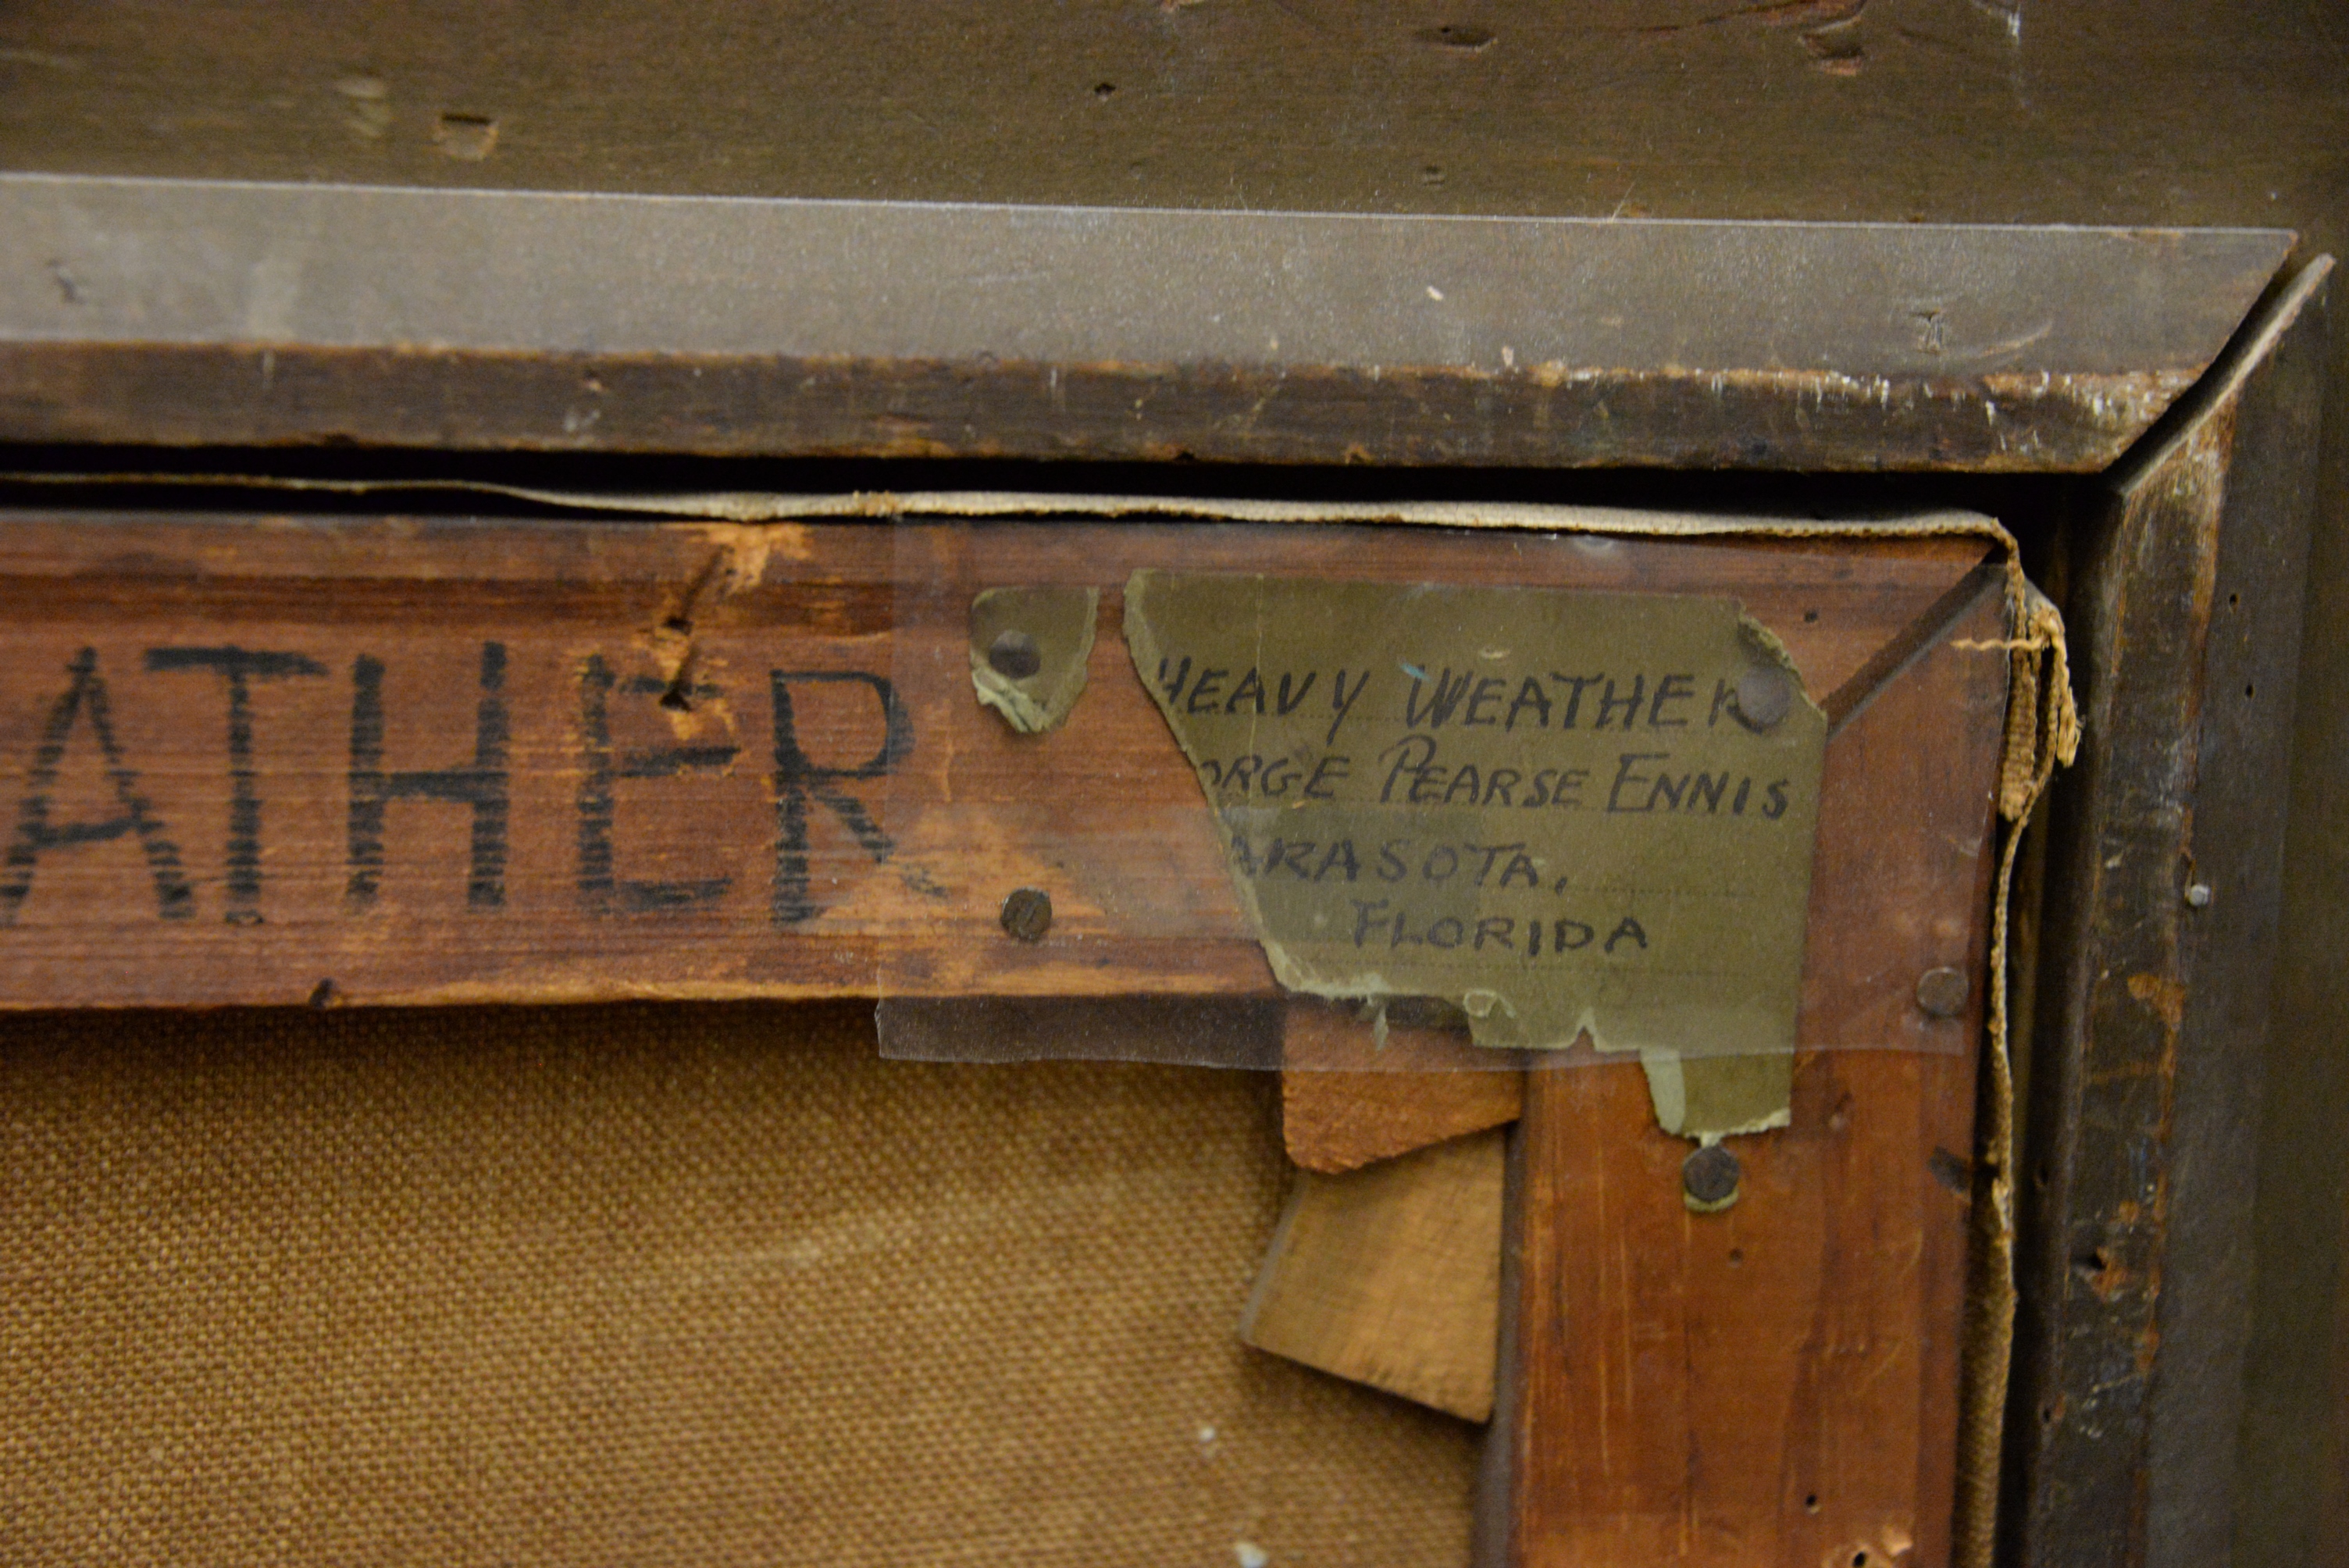 ATHER
HEAVY WEATHER
ORGE PEARSE ENNIS
ARASOTA,
FLORIDA